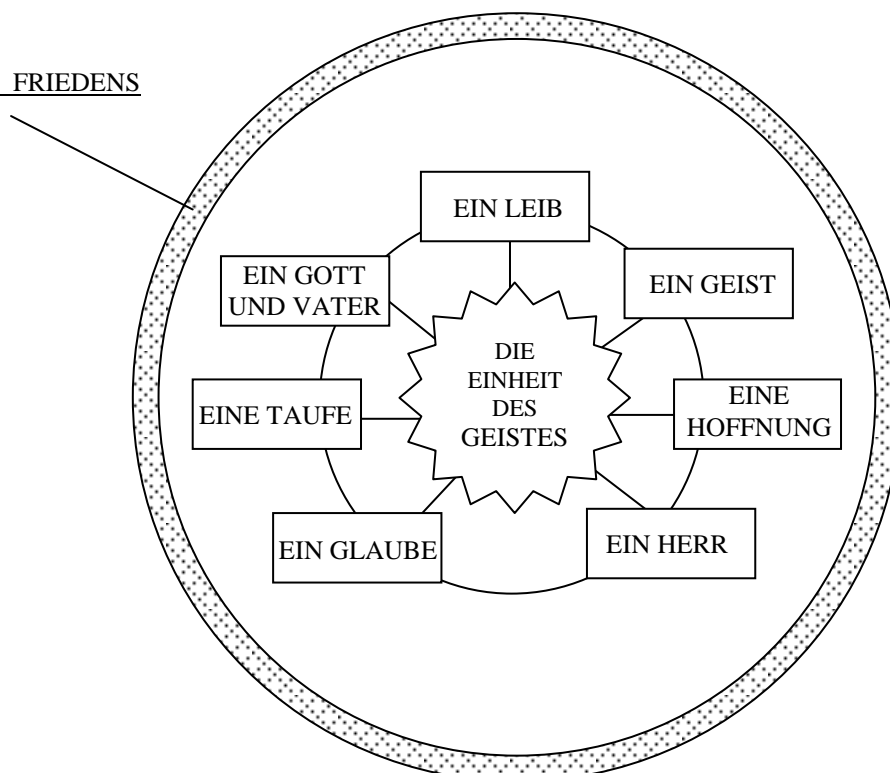 FRIEDENS
EIN LEIB
EIN GEIST
EINE
HOFFNUNG
EIN HERR
EIN GLAUBE
EINE TAUFE
EIN GOTT
UND VATER
DIE
EINHEIT
DES
GEISTES